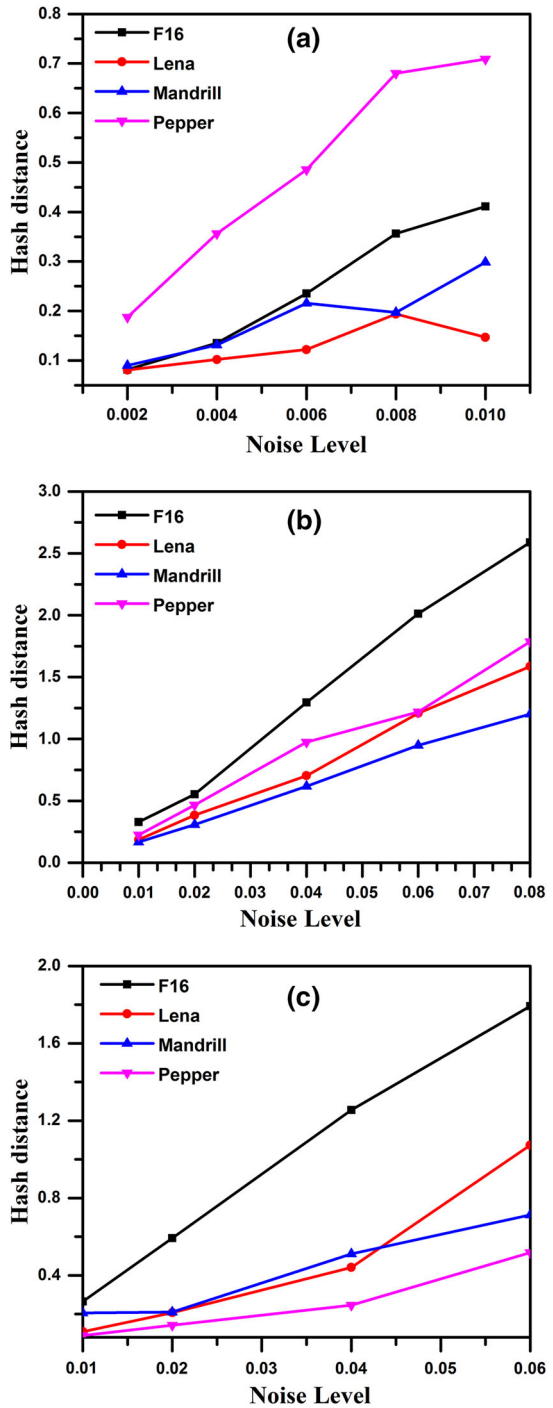 (a)
F16
Lena
Mandrill
Pepper
Hash distance
0.8
0.7
0.6
0.5
0.4
0.3
0.2
0.1
0.002 0.004 0.006 0.008 0.010
Noise Level
(b)
F16
Lena
Mandrill
Pepper
Hash distance
3.0
2.5
2.0
1.5
1.0
0.5
0.0
0.00 0.01 0.02 0.03 0.04 0.05 0.06 0.07 0.08
Noise Level
(c)
F16
Lena
Mandrill
Pepper
Hash distance
2.0
1.6
1.2
0.8
0.4
0.01 0.02 0.03 0.04 0.05 0.06
Noise Level